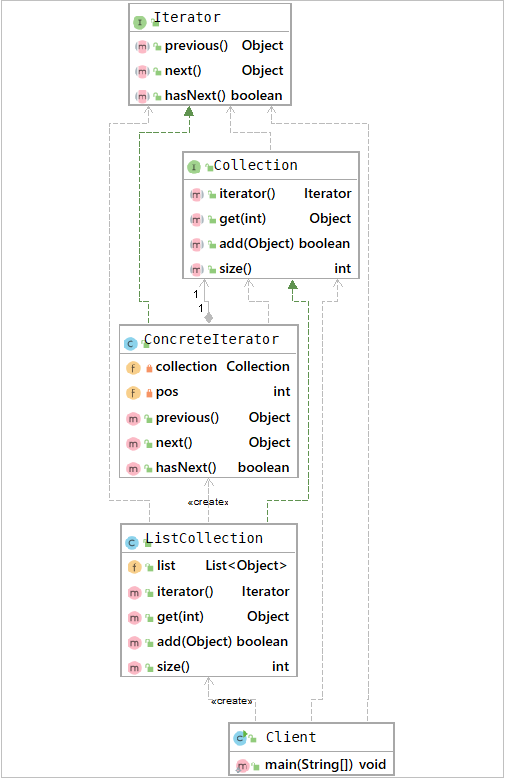 Iterator
previous() Object
next() Object
hasNext() boolean
Collection
iterator() Iterator
get(int) Object
add(Object) boolean
size() int
1
1
ConcreteIterator
collection Collection
pos int
previous() Object
next() Object
hasNext() boolean
«create»
ListCollection
list List<Object>
iterator() Iterator
get(int) Object
add(Object) boolean
size() int
«create»
Client
main(String[]) void